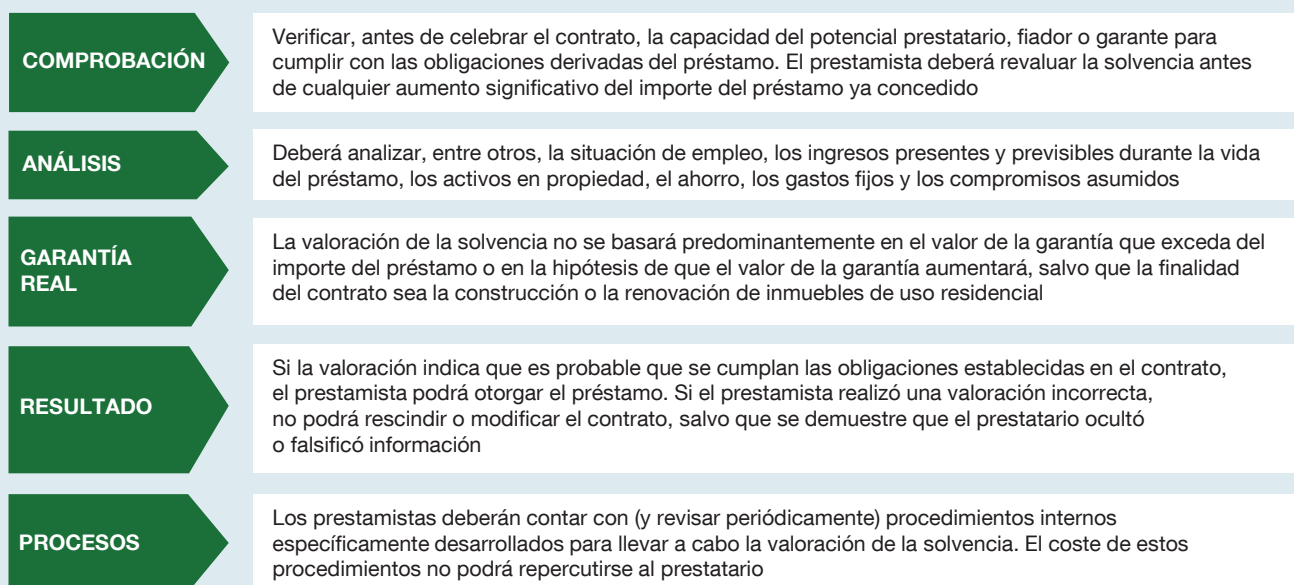 COMPROBACIÓN
Verificar, antes de celebrar el contrato, la capacidad del potencial prestatario, fiador o garante para
cumplir con las obligaciones derivadas del préstamo. El prestamista deberá revaluar la solvencia antes
de cualquier aumento significativo del importe del préstamo ya concedido
ANÁLISIS
Deberá analizar, entre otros, la situación de empleo, los ingresos presentes y previsibles durante la vida
del préstamo, los activos en propiedad, el ahorro, los gastos fijos y los compromisos asumidos
GARANTÍA
REAL
La valoración de la solvencia no se basará predominantemente en el valor de la garantía que exceda del
importe del préstamo o en la hipótesis de que el valor de la garantía aumentará, salvo que la finalidad
del contrato sea la construcción o la renovación de inmuebles de uso residencial
RESULTADO
Si la valoración indica que es probable que se cumplan las obligaciones establecidas en el contrato,
el prestamista podrá otorgar el préstamo. Si el prestamista realizó una valoración incorrecta,
no podrá rescindir o modificar el contrato, salvo que se demuestre que el prestatario ocultó
o falsificó información
PROCESOS
Los prestamistas deberán contar con (y revisar periódicamente) procedimientos internos
específicamente desarrollados para llevar a cabo la valoración de la solvencia. El coste de estos
procedimientos no podrá repercutirse al prestatario